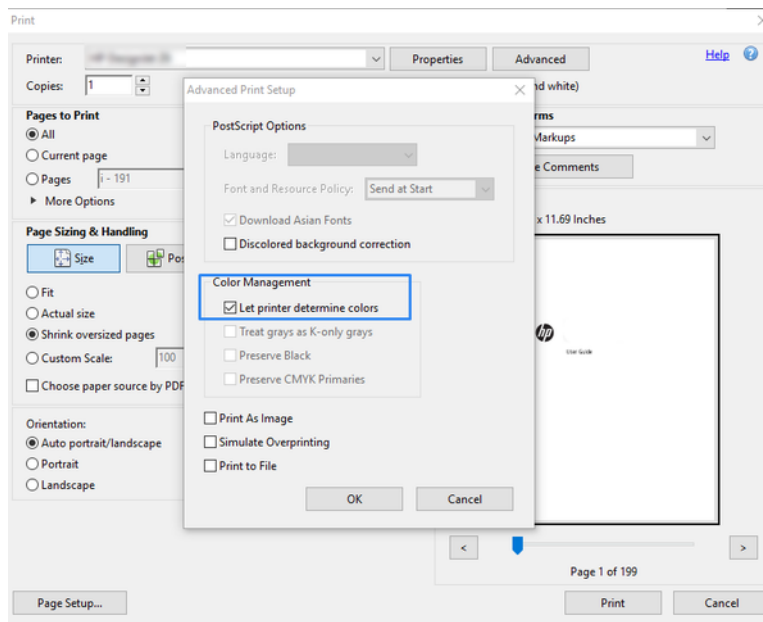 Print
Printer:
Properties
Advanced
Help
Copies: 1
nd white)
Pages to Print
All
Current page
Pages i - 191
More Options
Page Sizing & Handling
Size
Pos
Fit
Actual size
Shrink oversized pages
Custom Scale: 100
Choose paper source by PDF
Orientation:
Auto portrait/landscape
Portrait
Landscape
Advanced Print Setup
PostScript Options
Language:
Font and Resource Policy: Send at Start
Download Asian Fonts
Discolored background correction
Color Management
Let printer determine colors
Treat grays as K-only grays
Preserve Black
Preserve CMYK Primaries
Print As Image
Simulate Overprinting
Print to File
OK
Cancel
rms
Markups
e Comments
x 11.69 Inches
hp
User Guide
<
>
Page 1 of 199
Page Setup...
Print
Cancel